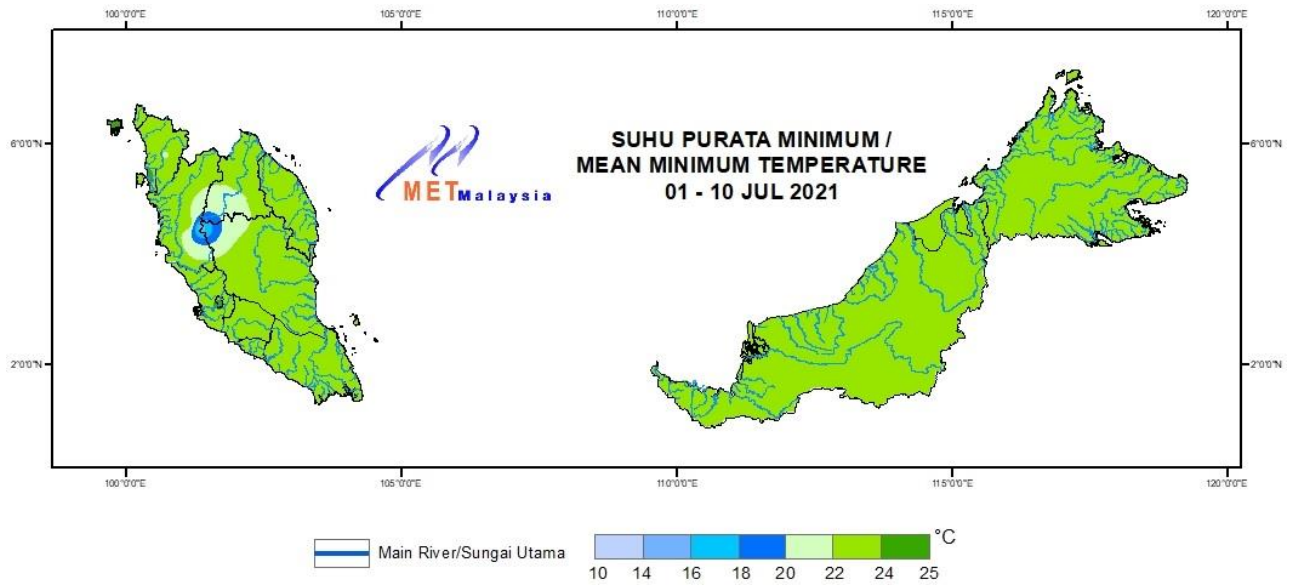 100°0'0"E 105°0'0"E 110°0'0"E 115°0'0"E 120°0'0"E
SUHU PURATA MINIMUM /
MEAN MINIMUM TEMPERATURE
01 - 10 JUL 2021
METMalaysia
6°0'0"N 6°0'0"N
2°0'0"N 2°0'0"N
100°0'0"E 105°0'0"E 110°0'0"E 115°0'0"E 120°0'0"E
Main River/Sungai Utama
°C
10 14 16 18 20 22 24 25